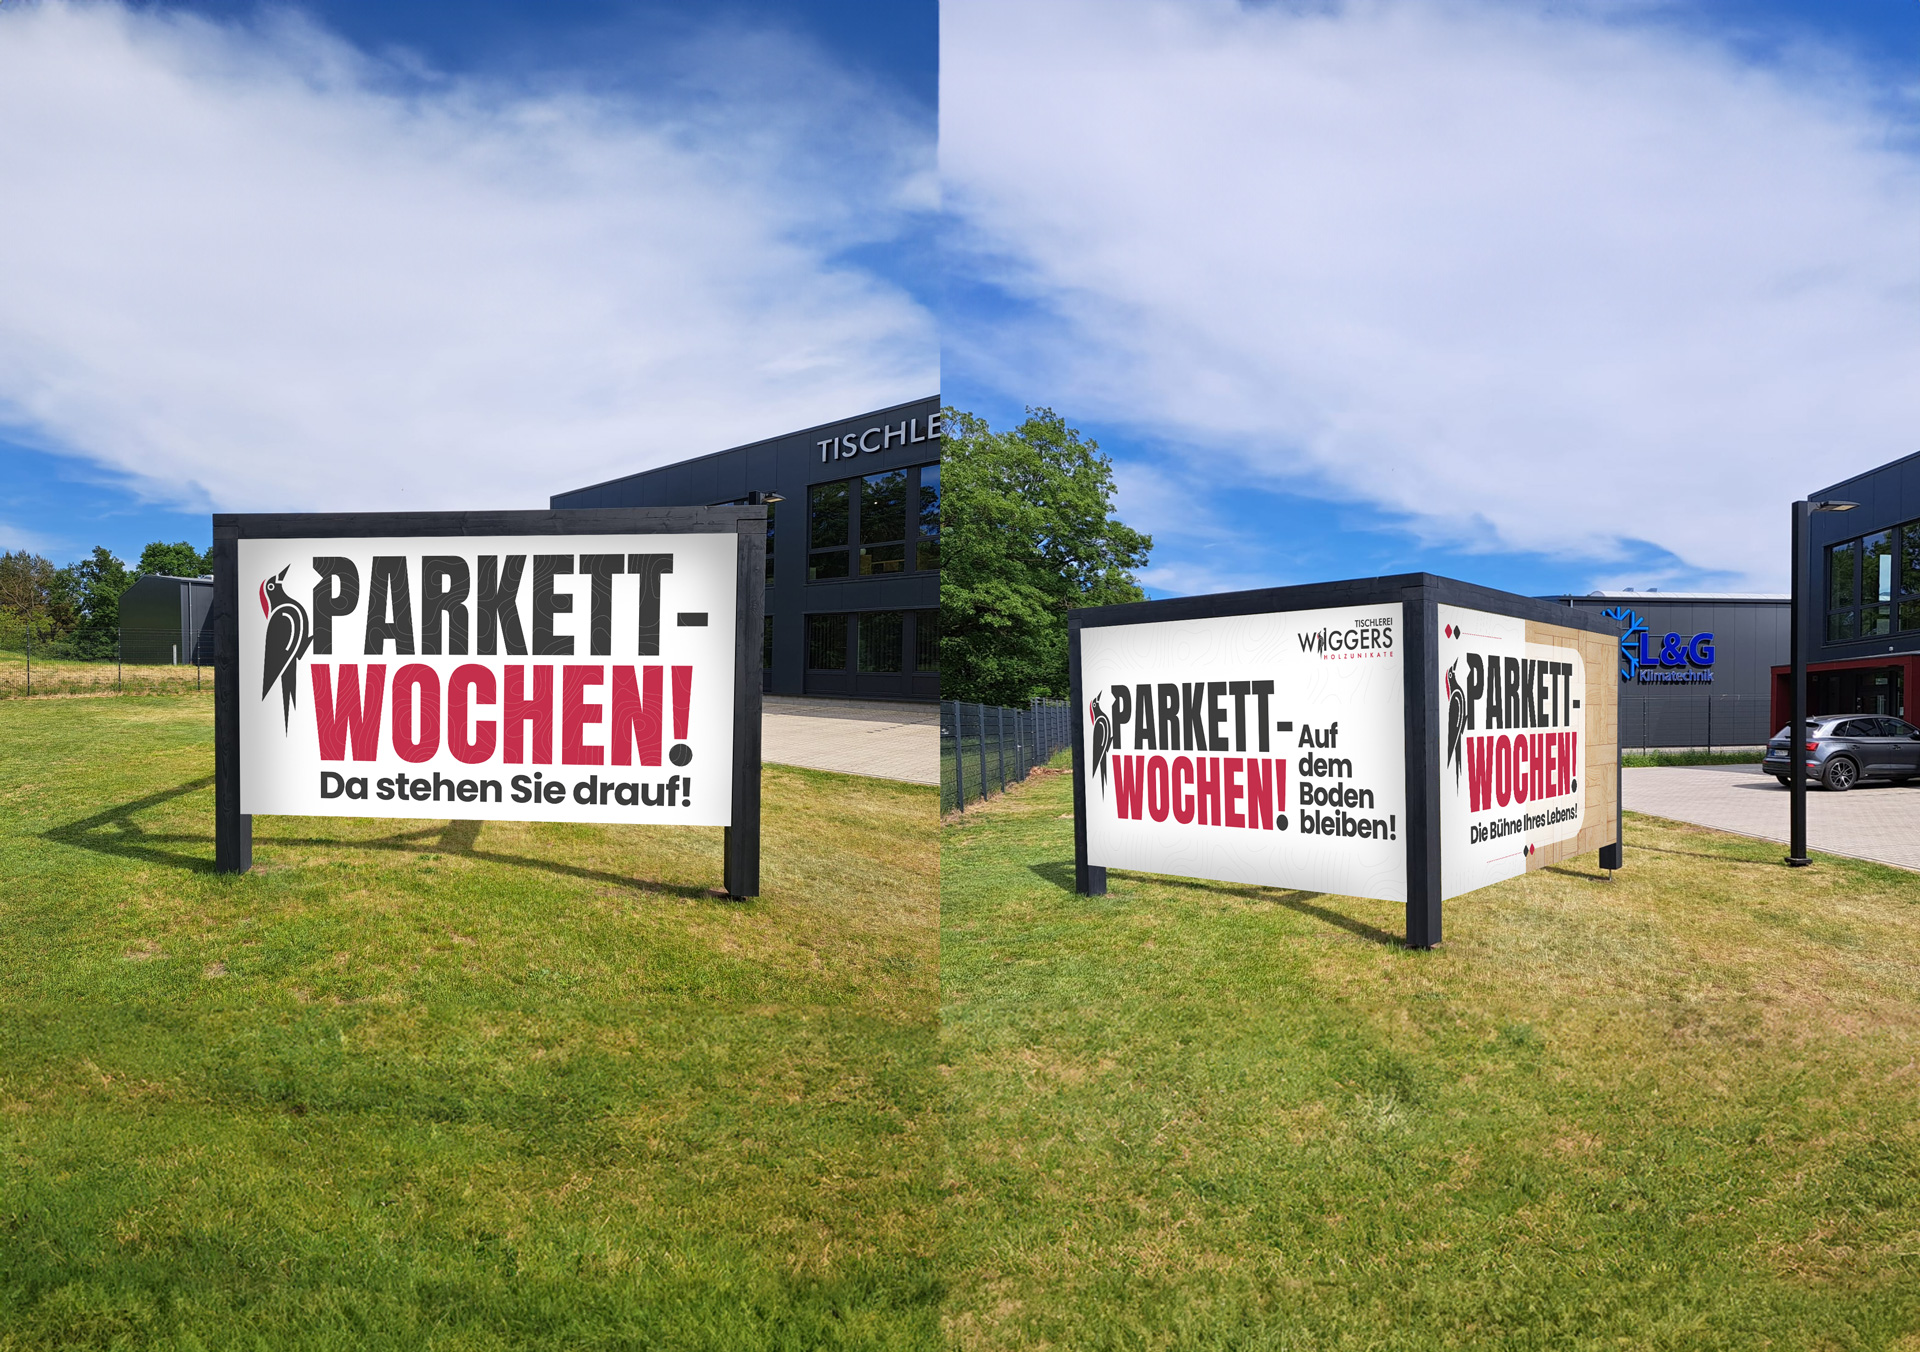 TISCHLE
PARKETT-
WOCHEN!
Da stehen Sie drauf!
TISCHLEREI
WIGGERS
HOLZUNIKATE
PARKETT-
WOCHEN!
Auf
dem
Boden
bleiben!
PARKETT-
WOCHEN!
Die Bühne Ihres Lebens!
L&G
Klimatechnik